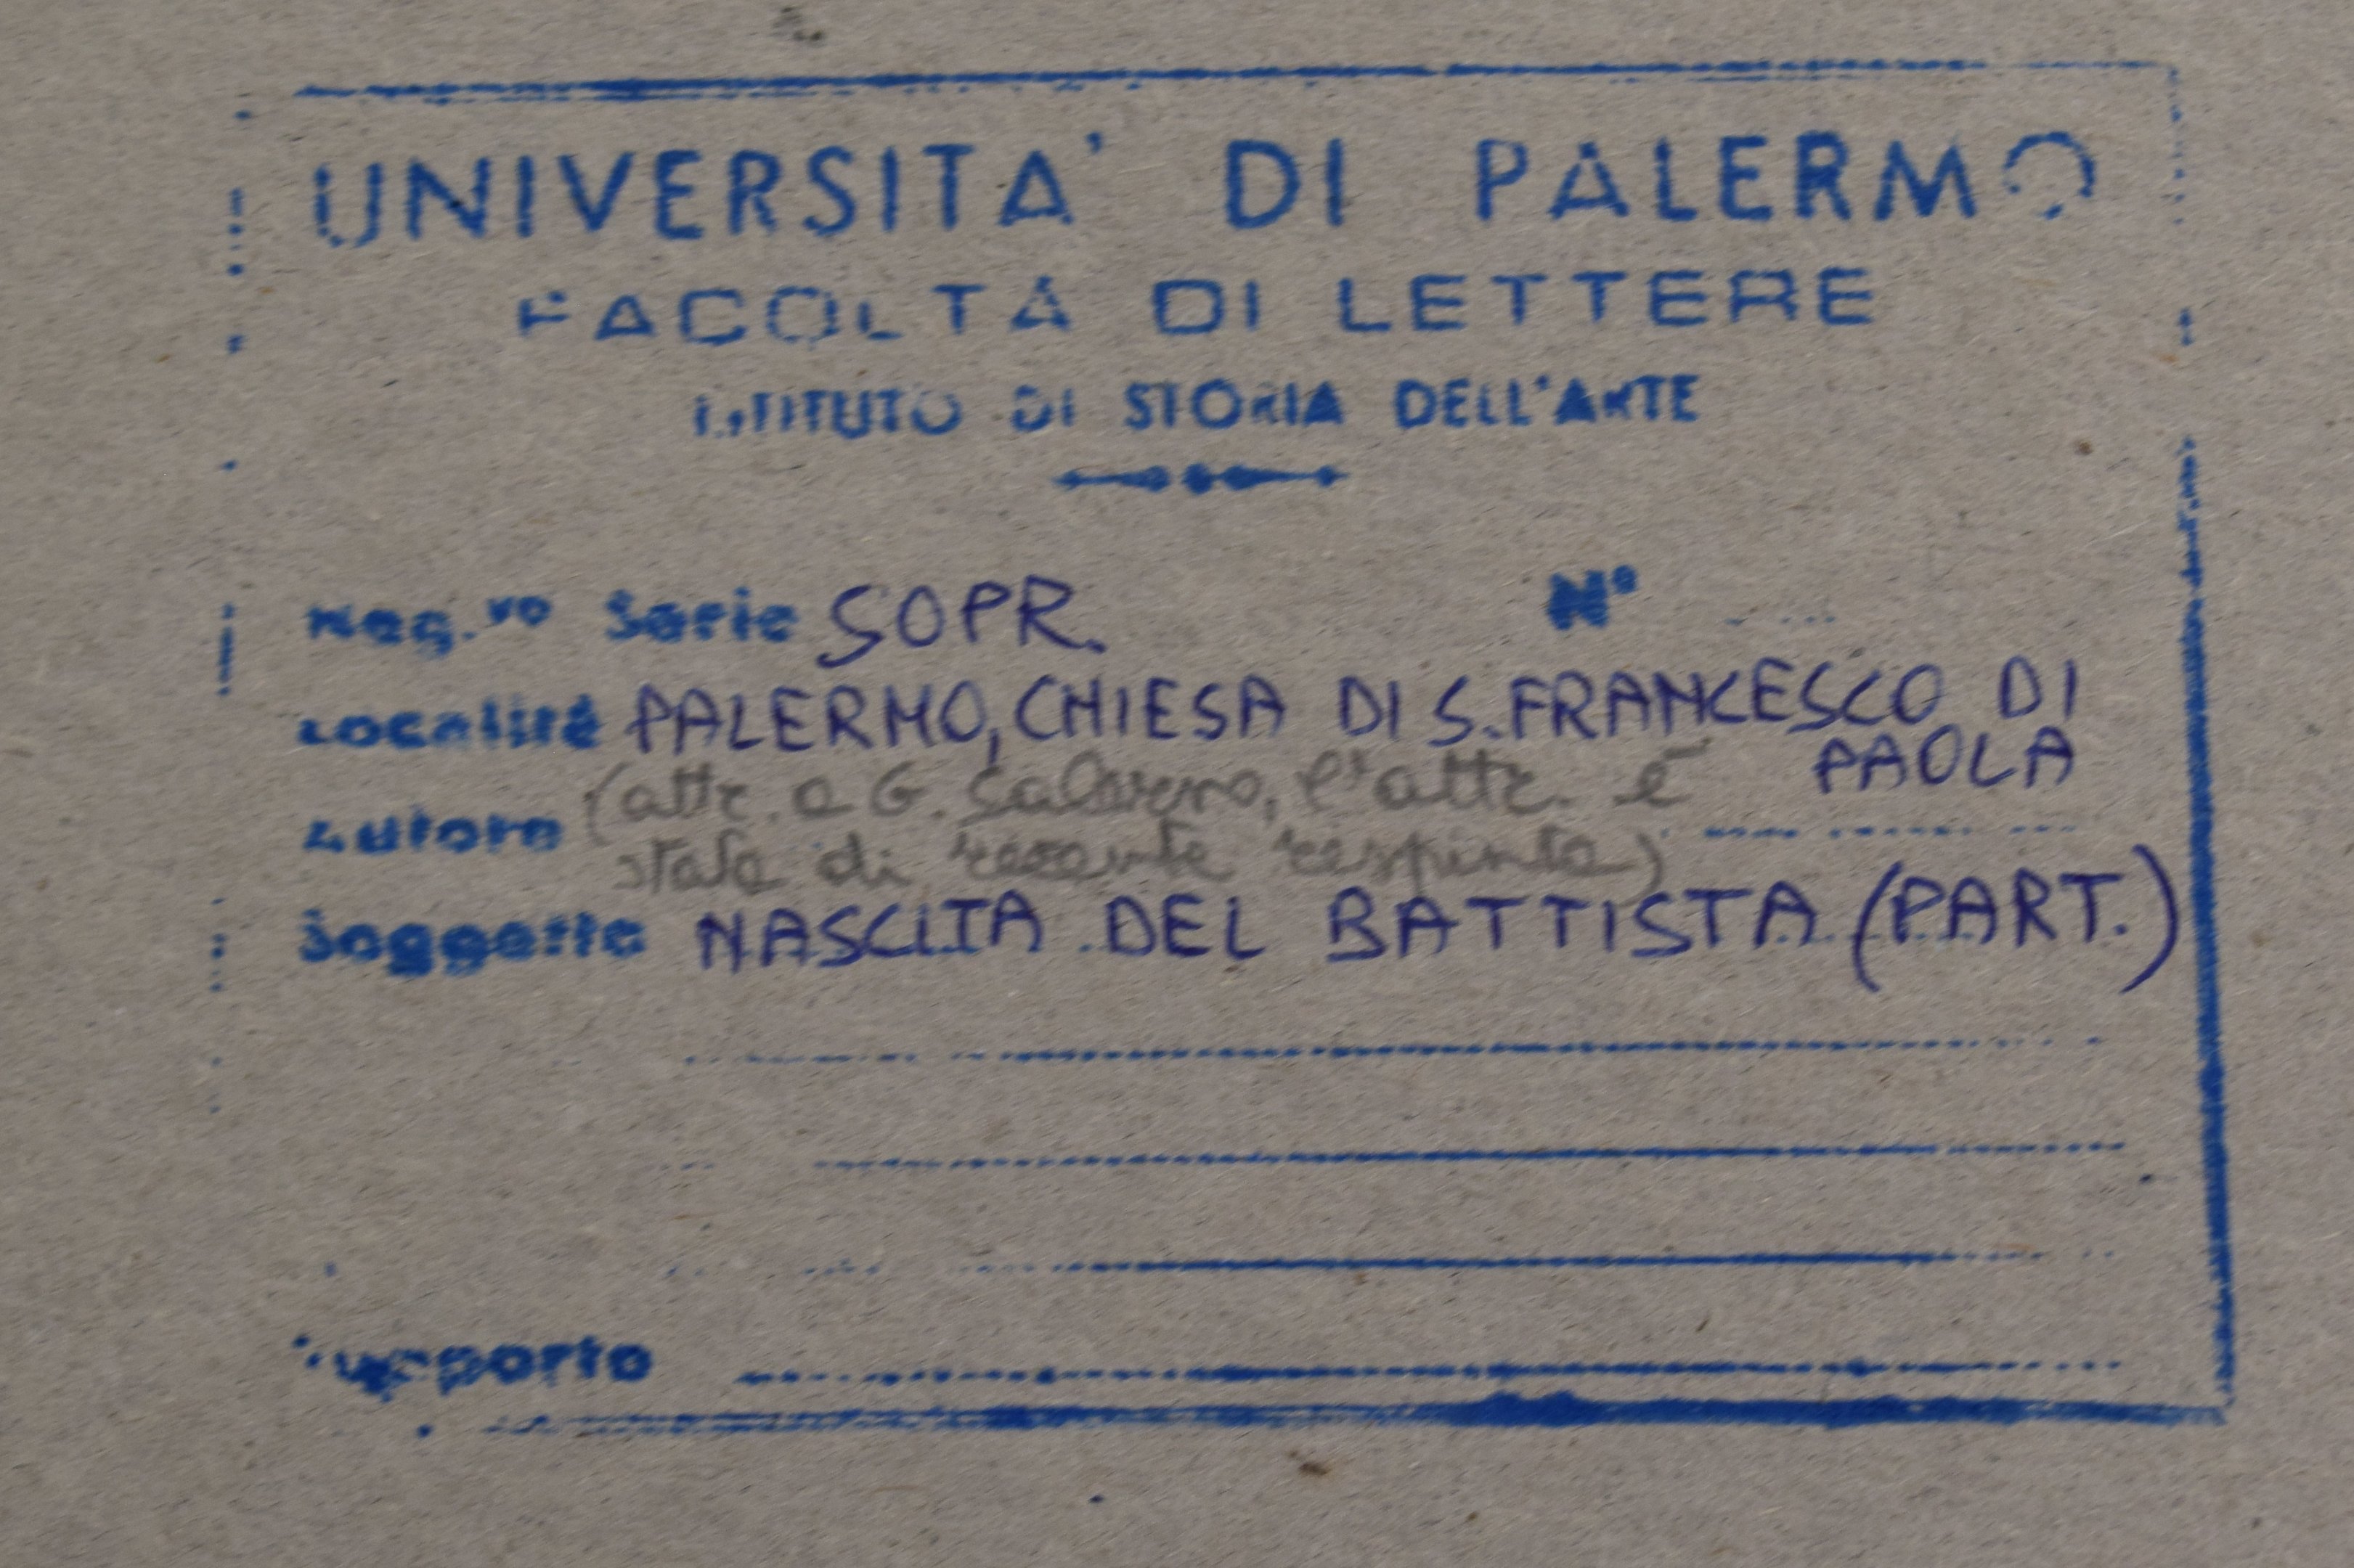 UNIVERSITA' DI PALERMO
FACOLTA DI LETTERE
ISTITUTO DI STORIA DELL'ARTE
Neg.vo Serie SOPR. N°
Località PALERMO, CHIESA DI S. FRANCESCO DI
PAOLA
Autore (attr. a G. Salerno, l'attr. è
stata di recente respinta)
Soggetto NASCITA DEL BATTISTA (PART.)
Supporto